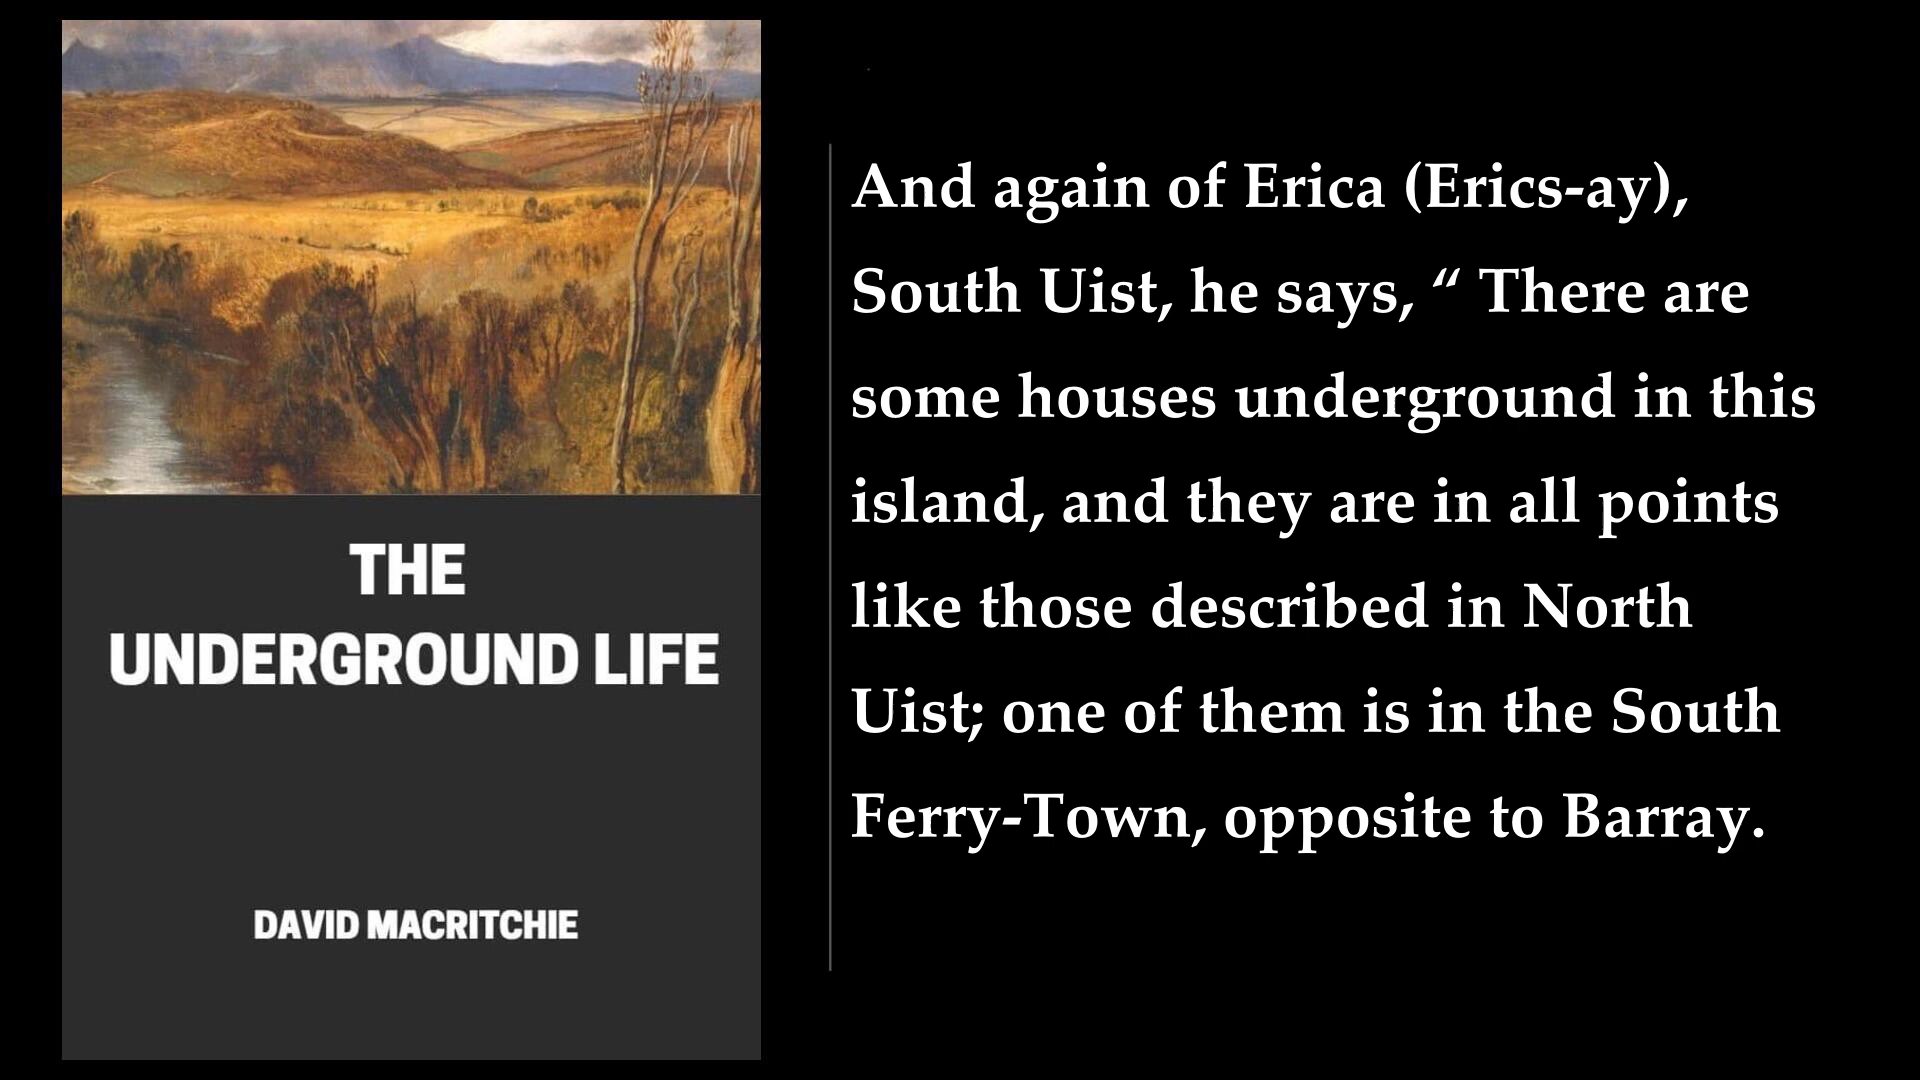 THE
UNDERGROUND LIFE
DAVID MACRITCHIE
And again of Erica (Erics-ay),
South Uist, he says, “ There are
some houses underground in this
island, and they are in all points
like those described in North
Uist; one of them is in the South
Ferry-Town, opposite to Barray.